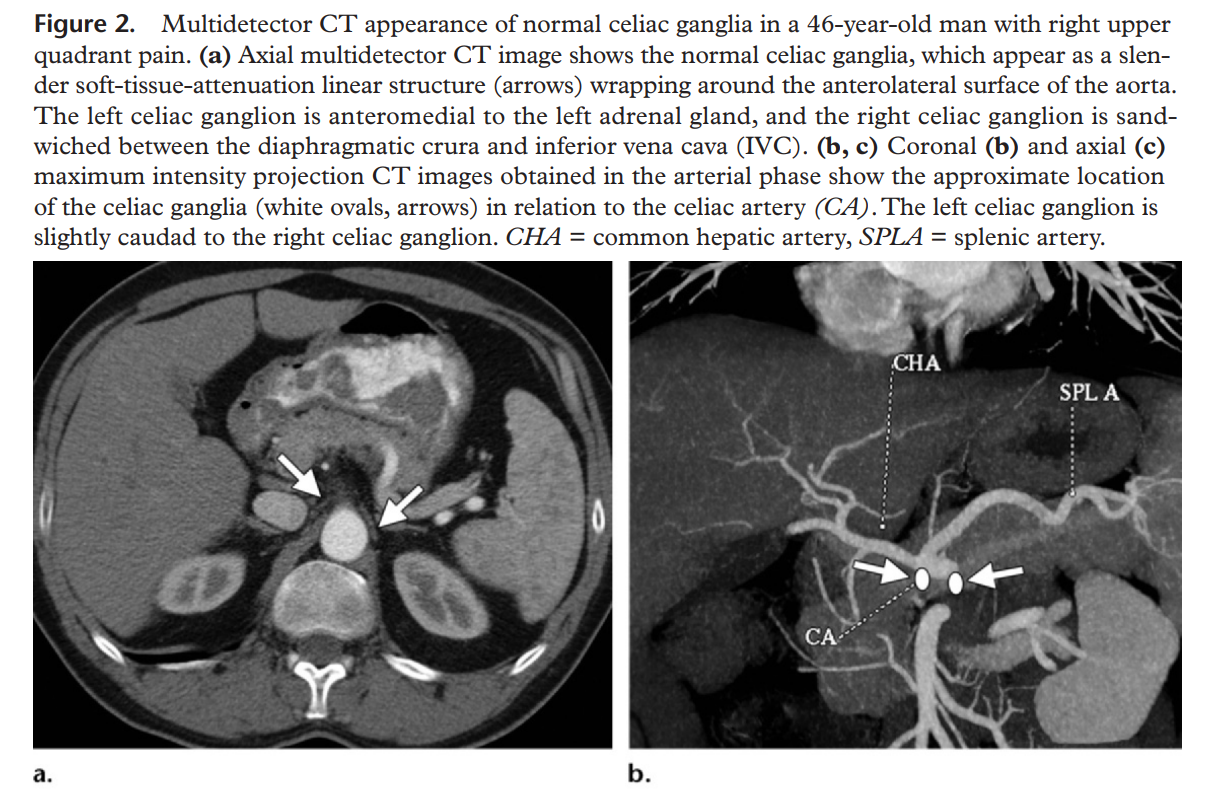 Figure 2. Multidetector CT appearance of normal celiac ganglia in a 46-year-old man with right upper
quadrant pain. (a) Axial multidetector CT image shows the normal celiac ganglia, which appear as a slen-
der soft-tissue-attenuation linear structure (arrows) wrapping around the anterolateral surface of the aorta.
The left celiac ganglion is anteromedial to the left adrenal gland, and the right celiac ganglion is sand-
wiched between the diaphragmatic crura and inferior vena cava (IVC). (b, c) Coronal (b) and axial (c)
maximum intensity projection CT images obtained in the arterial phase show the approximate location
of the celiac ganglia (white ovals, arrows) in relation to the celiac artery (CA). The left celiac ganglion is
slightly caudad to the right celiac ganglion. CHA = common hepatic artery, SPLA = splenic artery.
CHA
SPL A
CA
a.
b.